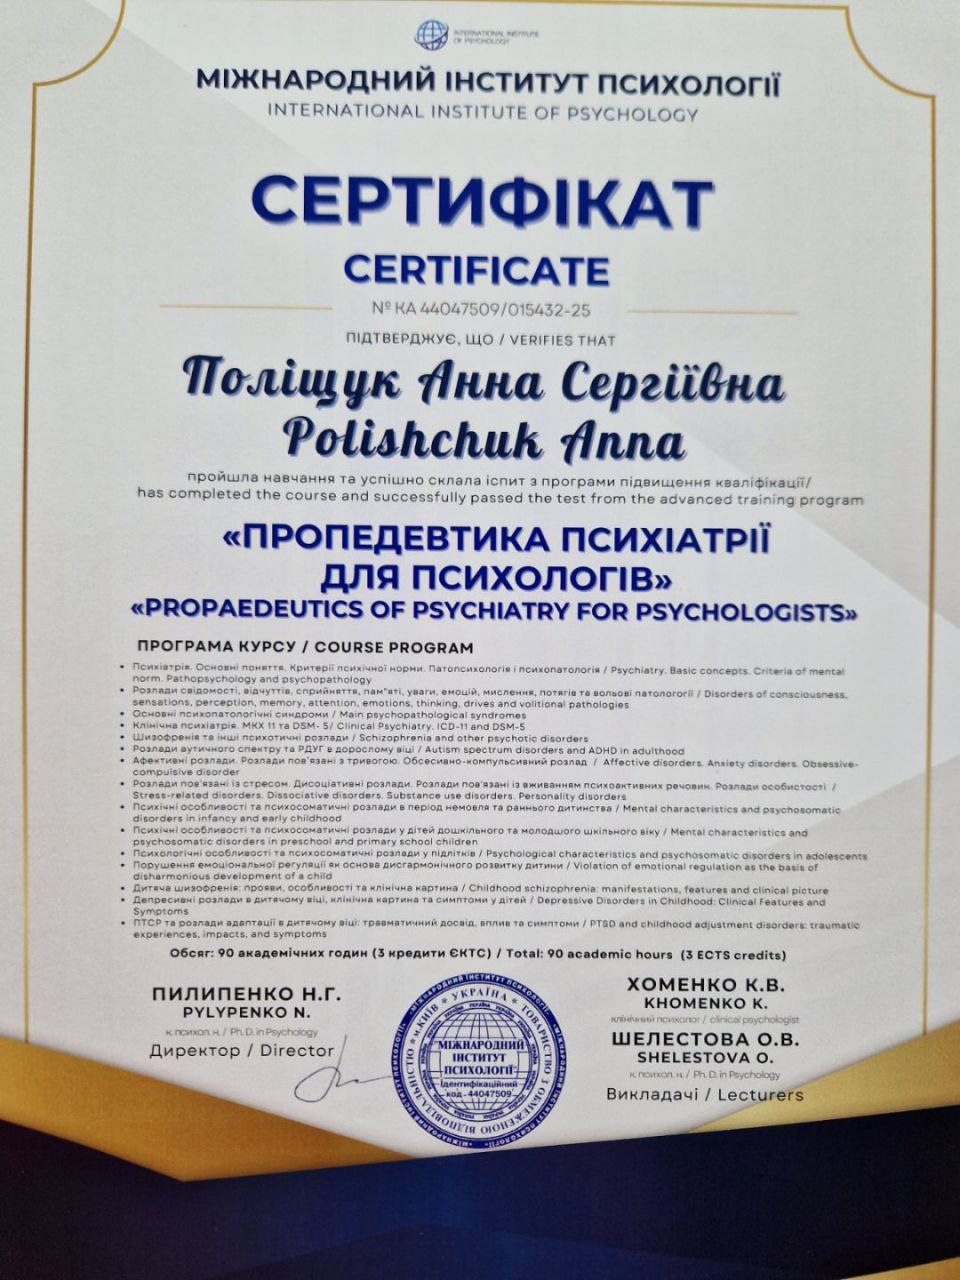 INTERNATIONAL INSTITUTE
OF PSYCHOLOGY
МІЖНАРОДНИЙ ІНСТИТУТ ПСИХОЛОГІЇ
INTERNATIONAL INSTITUTE OF PSYCHOLOGY
СЕРТИФІКАТ
CERTIFICATE
№ КА 44047509/015432-25
ПІДТВЕРДЖУЄ, ЩО / VERIFIES THAT
Поліщук Анна Сергіївна
Polishchuk Anna
пройшла навчання та успішно склала іспит з програми підвищення кваліфікації/
has completed the course and successfully passed the test from the advanced training program
«ПРОПЕДЕВТИКА ПСИХІАТРІЇ
ДЛЯ ПСИХОЛОГІВ»
«PROPAEDEUTICS OF PSYCHIATRY FOR PSYCHOLOGISTS»
ПРОГРАМА КУРСУ / COURSE PROGRAM
• Психіатрія. Основні поняття. Критерії психічної норми. Патопсихологія і психопатологія / Psychiatry. Basic concepts. Criteria of mental
norm. Pathopsychology and psychopathology
• Розлади свідомості, відчуттів, сприйняття, пам"яті, уваги, емоцій, мислення, потягів та вольові патології / Disorders of consciousness,
sensations, perception, memory, attention, emotions, thinking, drives and volitional pathologies
• Основні психопатологічні синдроми / Main psychopathological syndromes
• Клінічна психіатрія. МКХ 11 та DSM- 5/ Clinical Psychiatry. ICD-11 and DSM-5
• Шизофренія та інші психотичні розлади / Schizophrenia and other psychotic disorders
• Розлади аутичного спектру та РДУГ в дорослому віці / Autism spectrum disorders and ADHD in adulthood
• Афективні розлади. Розлади пов'язані з тривогою. Обсесивно-компульсивний розлад / Affective disorders. Anxiety disorders. Obsessive-
compulsive disorder
• Розлади пов'язані із стресом. Дисоціативні розлади. Розлади пов'язані із вживанням психоактивних речовин. Розлади особистості /
Stress-related disorders. Dissociative disorders. Substance use disorders. Personality disorders
• Психічні особливості та психосоматичні розлади в період немовля та раннього дитинства / Mental characteristics and psychosomatic
disorders in infancy and early childhood
• Психічні особливості та психосоматичні розлади у дітей дошкільного та молодшого шкільного віку / Mental characteristics and
psychosomatic disorders in preschool and primary school children
• Психологічні особливості та психосоматичні розлади у підлітків / Psychological characteristics and psychosomatic disorders in adolescents
• Порушення емоціональної регуляції як основа дисгармонічного розвитку дитини / Violation of emotional regulation as the basis of
disharmonious development of a child
• Дитяча шизофренія: прояви, особливості та клінічна картина / Childhood schizophrenia: manifestations, features and clinical picture
• Депресивні розлади в дитячому віці, клінічна картина та симптоми у дітей / Depressive Disorders in Childhood: Clinical Features and
Symptoms
• ПТСР та розлади адаптації в дитячому віці: травматичний досвід, вплив та симптоми / PTSD and childhood adjustment disorders: traumatic
experiences, impacts, and symptoms
Обсяг: 90 академічних годин (3 кредити ЄКТС) / Total: 90 academic hours (3 ECTS credits)
ПИЛИПЕНКО Н.Г.
PYLYPENKO N.
к. психол. н. / Ph. D. in Psychology
Директор / Director
УКРАЇНА * ТОВАРИСТВО З ОБМЕЖЕНОЮ ВІДПОВІДАЛЬНІСТЮ * м.КИЇВ *
"МІЖНАРОДНИЙ
ІНСТИТУТ
ПСИХОЛОГІЇ"
Ідентифікаційний
код - 44047509
ХОМЕНКО К.В.
KHOMENKO K.
клінічний психолог / clinical psychologist
ШЕЛЕСТОВА О.В.
SHELESTOVA O.
к. психол. н. / Ph. D. in Psychology
Викладачі / Lecturers